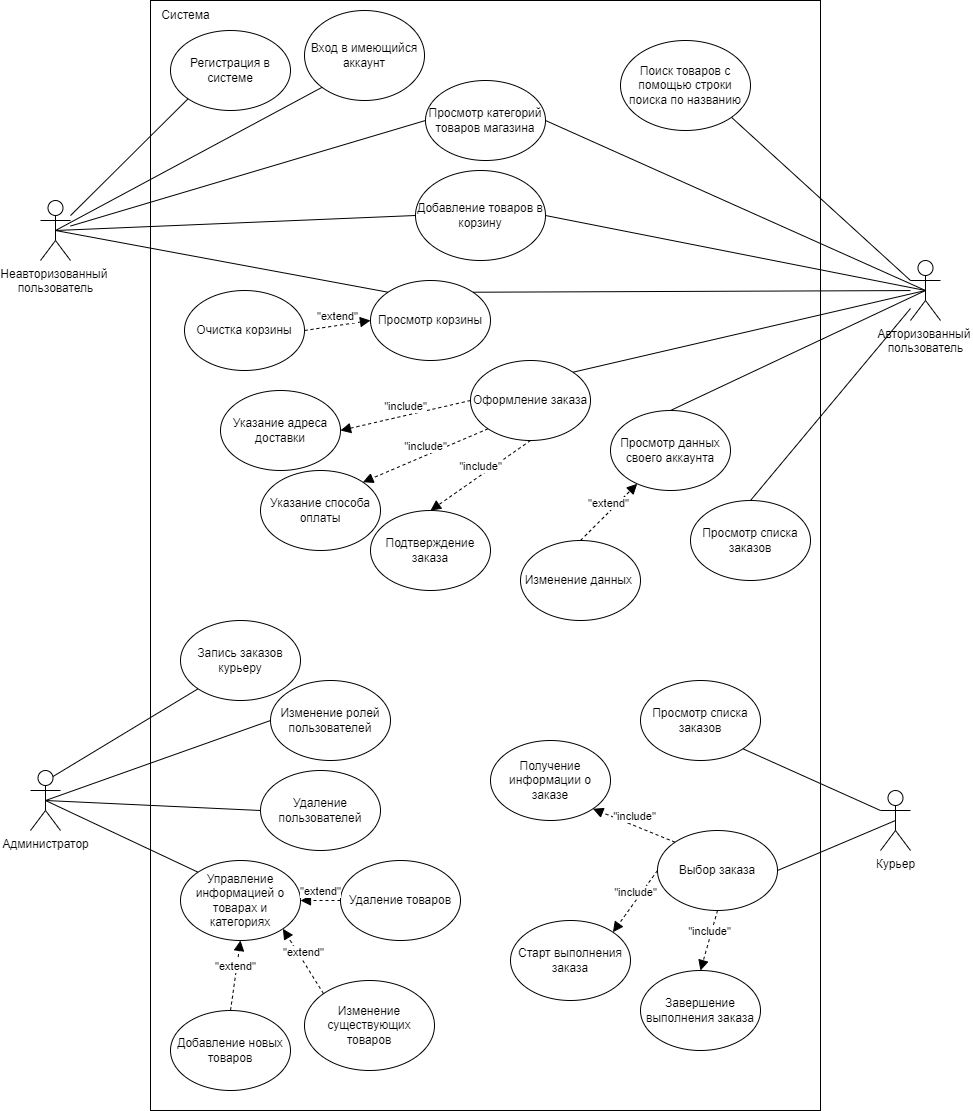 Система
Регистрация в
системе
Вход в имеющийся
аккаунт
Поиск товаров с
помощью строки
поиска по названию
Просмотр категорий
товаров магазина
Добавление товаров в
корзину
Неавторизованный
пользователь
Очистка корзины
"extend"
Просмотр корзины
Авторизованный
пользователь
Оформление заказа
"include"
Указание адреса
доставки
"include"
"include"
Просмотр данных
своего аккаунта
Указание способа
оплаты
"extend"
Подтверждение
заказа
Просмотр списка
заказов
Изменение данных
Запись заказов
курьеру
Изменение ролей
пользователей
Просмотр списка
заказов
Получение
информации о
заказе
Удаление
пользователей
"include"
Администратор
Курьер
Выбор заказа
Управление
информацией о
товарах и
категориях
"extend"
Удаление товаров
"include"
"include"
"extend"
"extend"
Старт выполнения
заказа
Завершение
выполнения заказа
Изменение
существующих
товаров
Добавление новых
товаров